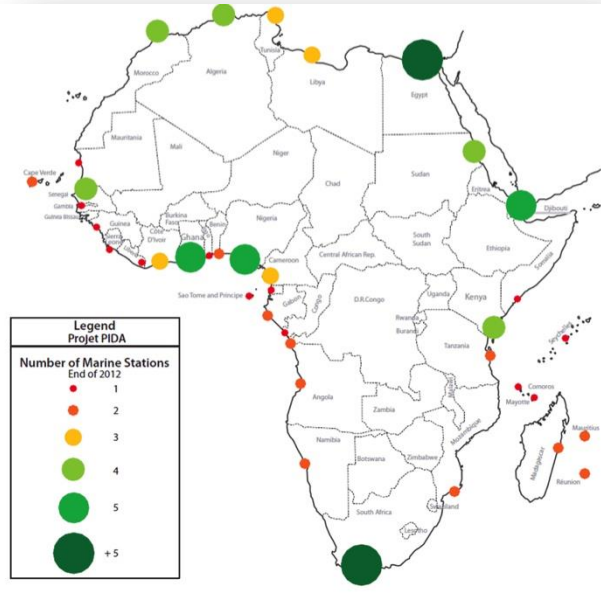 Tunisia
Morocco
Algeria
Libya
Egypt
Mauritania
Mali
Niger
Cape Verde
Chad
Sudan
Eritrea
Senegal
Gambia
Guinea Bissau
Djibouti
Guinea
Burkina
Faso
Benin
Nigeria
Sierra
Leone
Côte
D'Ivoire
Ghana
South
Sudan
Ethiopia
Cameroon
Central African Rep.
Somalia
Sao Tome and Principe
Gabon
Congo
D.R.Congo
Uganda
Kenya
Rwanda
Burundi
Seychelles
Tanzania
Legend
Projet PIDA
Number of Marine Stations
End of 2012
1
2
3
4
5
+ 5
Comoros
Mayotte
Angola
Malawi
Zambia
Mozambique
Mauritius
Namibia
Zimbabwe
Botswana
Madagascar
Réunion
South Africa
Swaziland
Lesotho